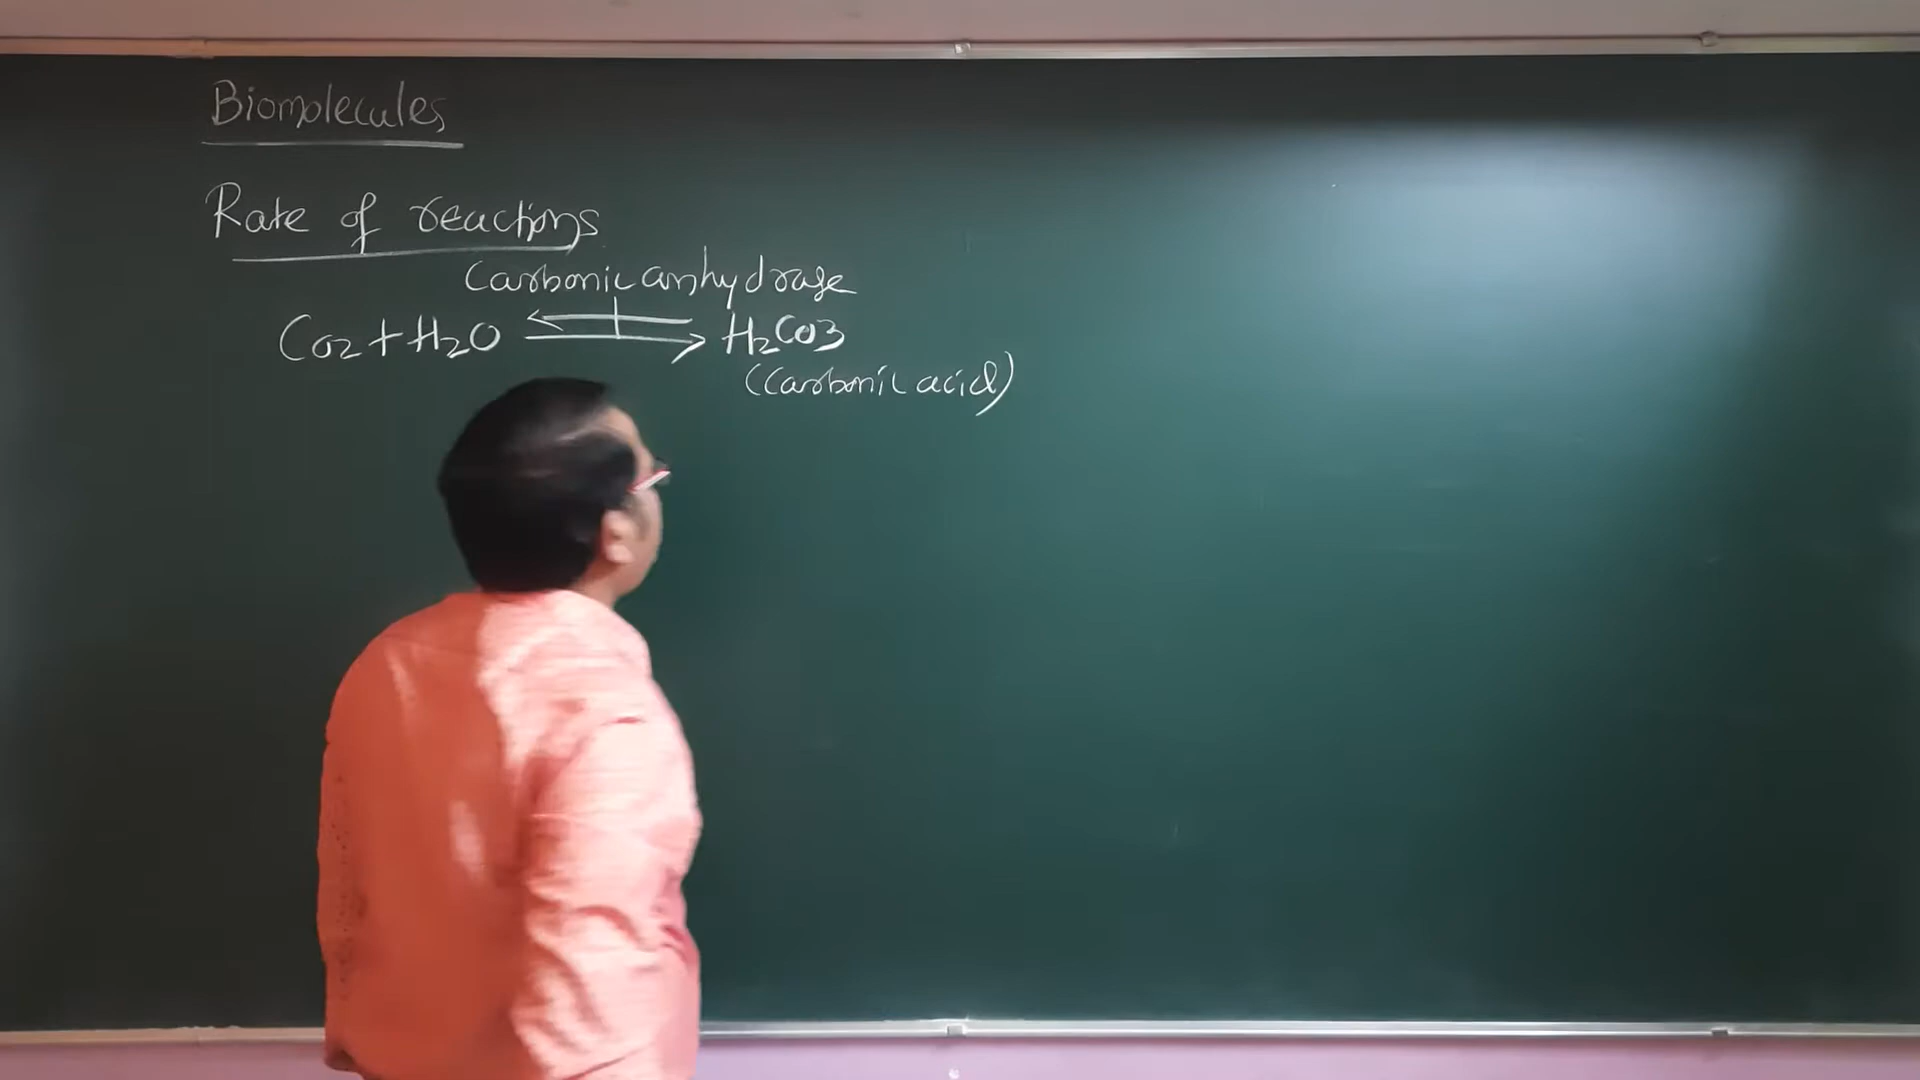 Biomolecules
Rate of reactions
Carbonic anhydrase
CO2+H2O ⇌ H2CO3
(Carbonic acid)